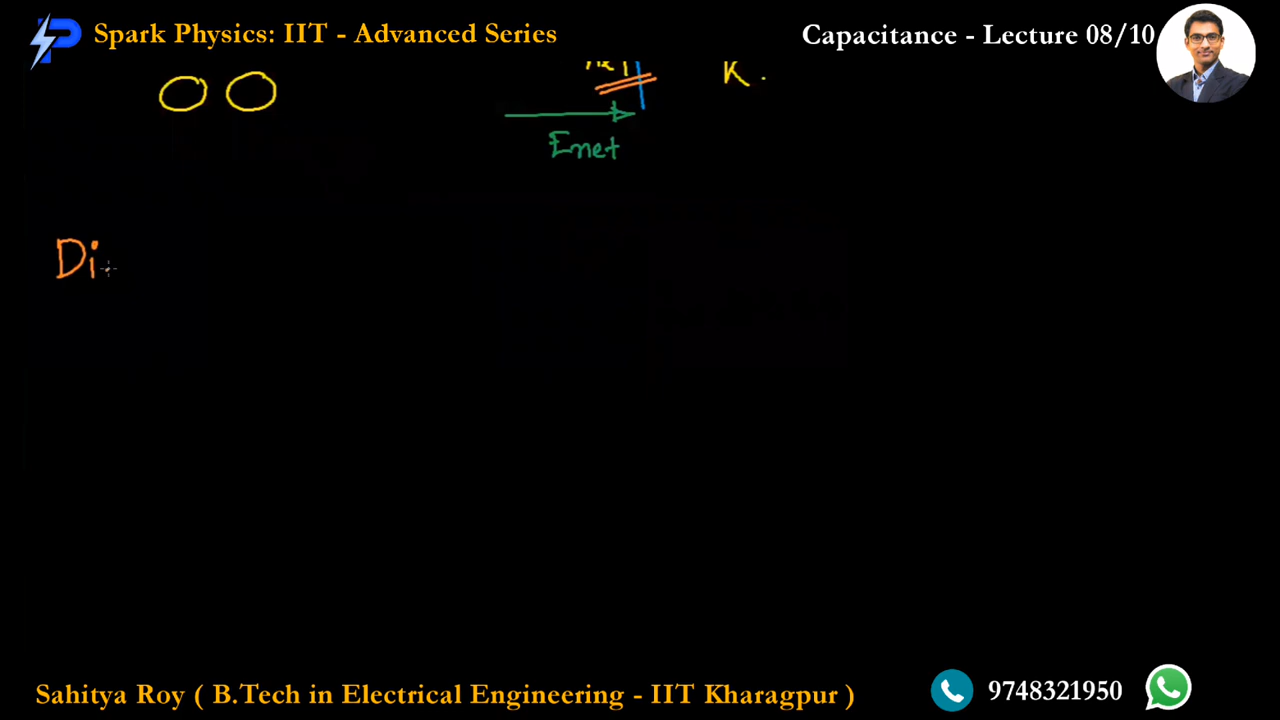 Spark Physics: IIT - Advanced Series
Capacitance - Lecture 08/10
K.
Enet
Di
Sahitya Roy ( B.Tech in Electrical Engineering - IIT Kharagpur )
9748321950